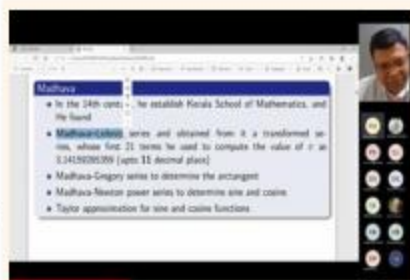 Madhava
In the 14th cent , he establish Kerala School of Mathematics, and
He found
Madhava-Leibniz series and obtained from it a transformed se-
ries, whose first 21 terms he used to compute the value of π as
3.14159265359 (upto 11 decimal place)
Madhava-Gregory series to determine the arctangent
Madhava-Newton power series to determine sine and cosine
Taylor approximation for sine and cosine functions